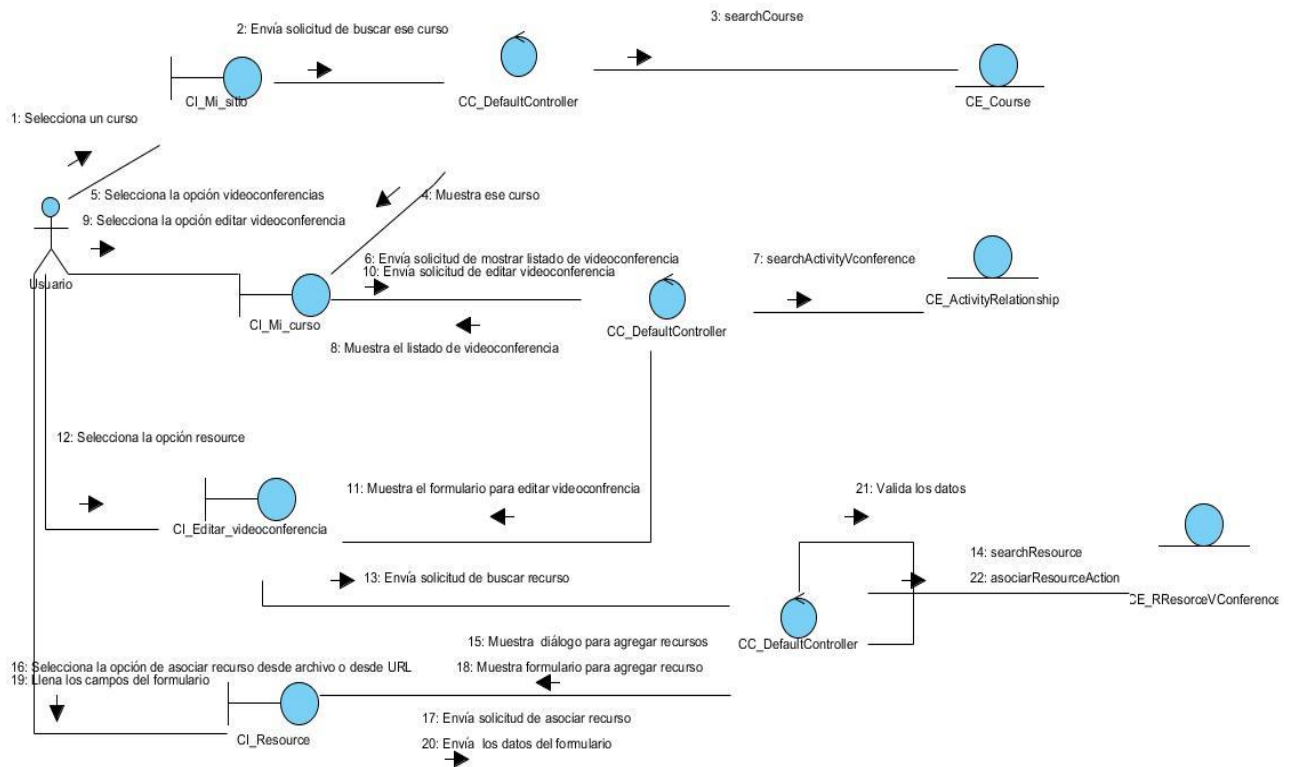 3: searchCourse
2: Envía solicitud de buscar ese curso
CI_Mi_sitio
CC_DefaultController
CE_Course
1: Selecciona un curso
5: Selecciona la opción videoconferencias
4: Muestra ese curso
9: Selecciona la opción editar videoconferencia
Usuario
6: Envía solicitud de mostrar listado de videoconferencia
10: Envía solicitud de editar videoconferencia
7: searchActivityVconference
CE_ActivityRelationship
CI_Mi_curso
CC_DefaultController
8: Muestra el listado de videoconferencia
12: Selecciona la opción resource
11: Muestra el formulario para editar videoconfrencia
21: Valida los datos
CI_Editar_videoconferencia
14: searchResource
13: Envía solicitud de buscar recurso
22: asociarResourceAction
CE_RResorceVConference
15: Muestra diálogo para agregar recursos
CC_DefaultController
16: Selecciona la opción de asociar recurso desde archivo o desde URL
18: Muestra formulario para agregar recurso
19: Llena los campos del formulario
17: Envía solicitud de asociar recurso
CI_Resource
20: Envía los datos del formulario